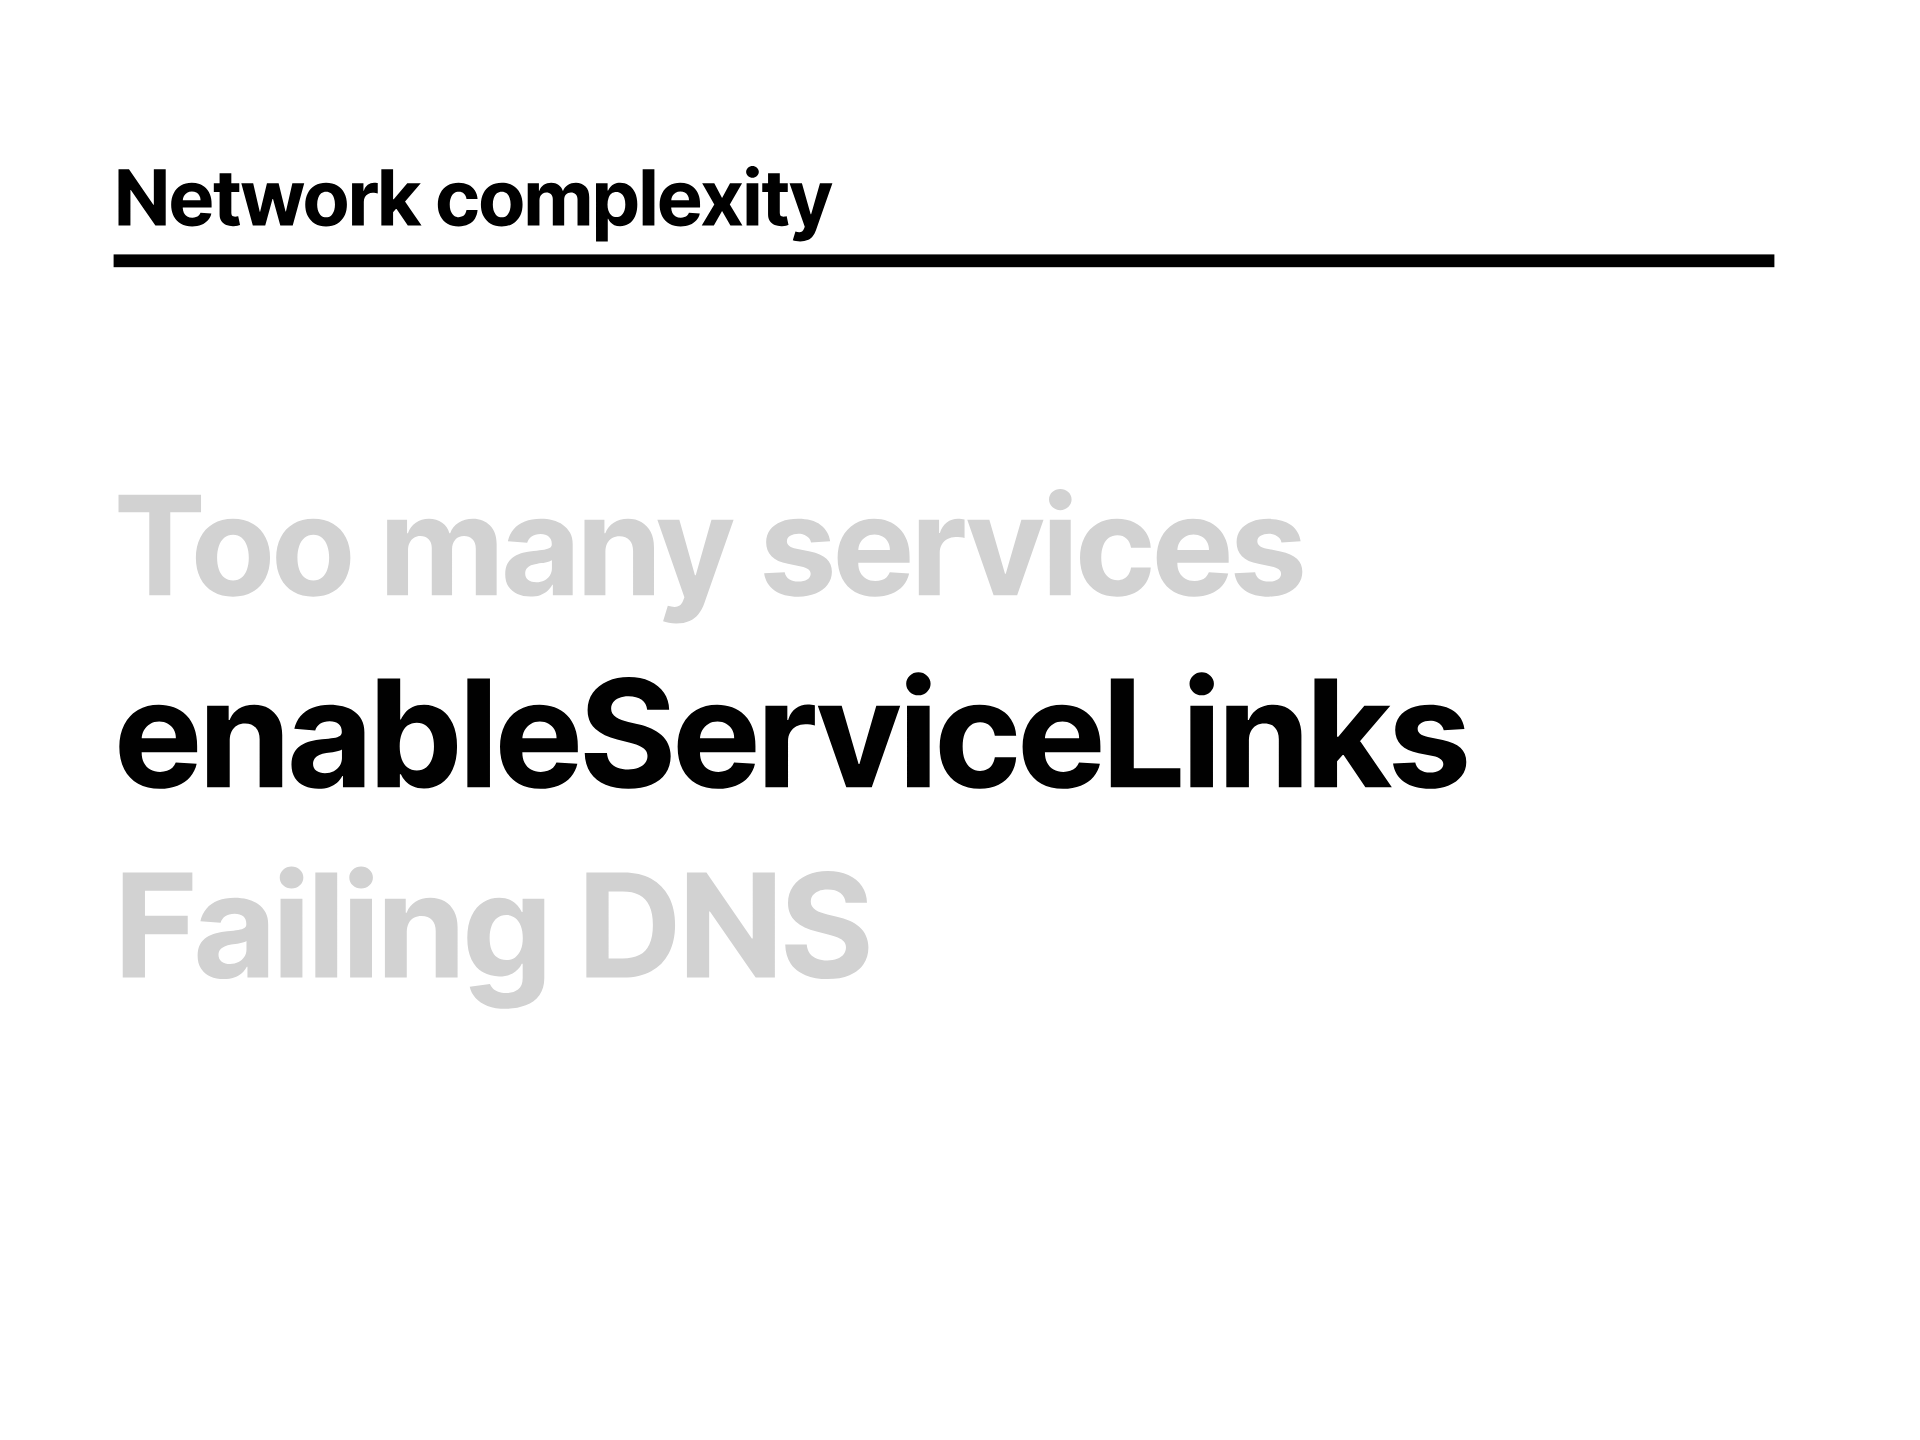 Network complexity
Too many services
enableServiceLinks
Failing DNS